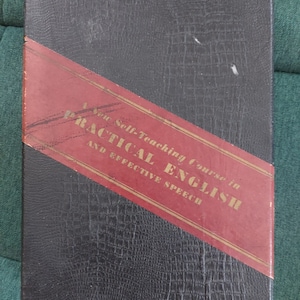 A New Self-Teaching Course in
PRACTICAL ENGLISH
AND EFFECTIVE SPEECH